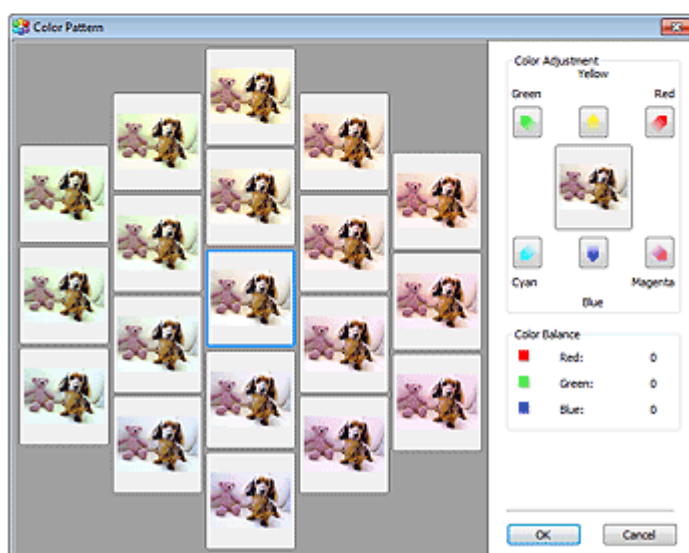 Color Pattern
Color Adjustment
Yellow
Green Red
Cyan Magenta
Blue
Color Balance
Red: 0
Green: 0
Blue: 0
OK Cancel